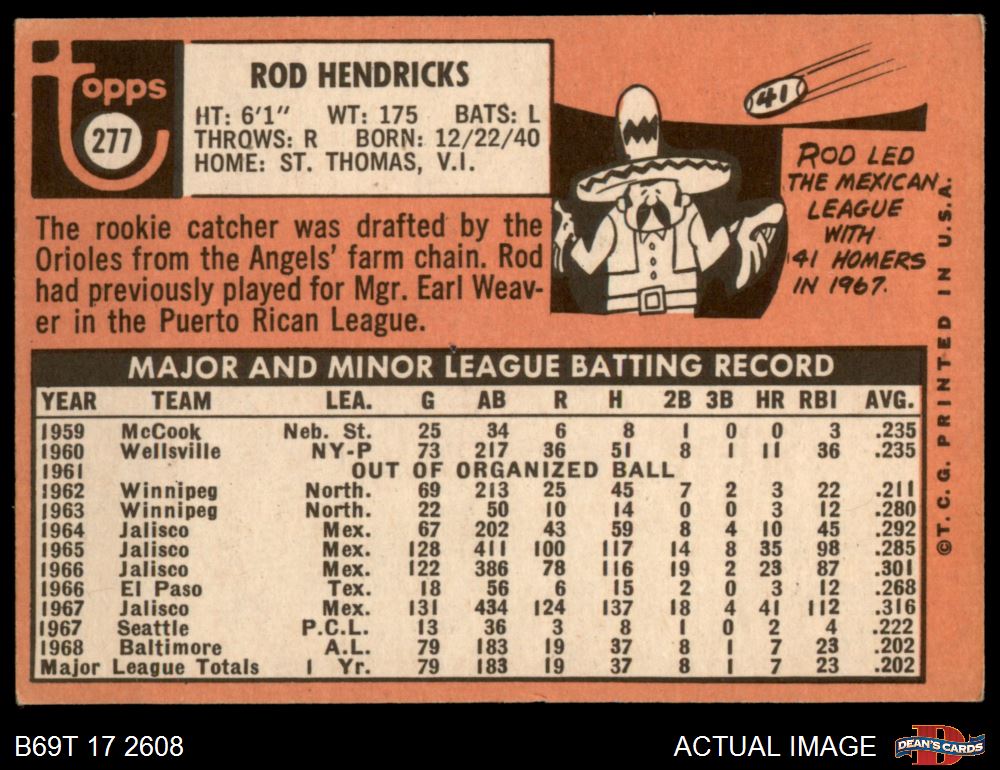 topps
277
ROD HENDRICKS
HT: 6'1" WT: 175 BATS: L
THROWS: R BORN: 12/22/40
HOME: ST. THOMAS, V.I.
41
ROD LED
THE MEXICAN
LEAGUE
WITH
41 HOMERS
IN 1967.
The rookie catcher was drafted by the
Orioles from the Angels' farm chain. Rod
had previously played for Mgr. Earl Weav-
er in the Puerto Rican League.
MAJOR AND MINOR LEAGUE BATTING RECORD
YEAR TEAM LEA. G AB R H 2B 3B HR RBI AVG.
1959 McCook Neb. St. 25 34 6 8 1 0 0 3 .235
1960 Wellsville NY-P 73 217 36 51 8 1 11 36 .235
1961 OUT OF ORGANIZED BALL
1962 Winnipeg North. 69 213 25 45 7 2 3 22 .211
1963 Winnipeg North. 22 50 10 14 0 0 3 12 .280
1964 Jalisco Mex. 67 202 43 59 8 4 10 45 .292
1965 Jalisco Mex. 128 411 100 117 14 8 35 98 .285
1966 Jalisco Mex. 122 386 78 116 19 2 23 87 .301
1966 El Paso Tex. 18 56 6 15 2 0 3 12 .268
1967 Jalisco Mex. 131 434 124 137 18 4 41 112 .316
1967 Seattle P.C.L. 13 36 3 8 1 0 2 4 .222
1968 Baltimore A.L. 79 183 19 37 8 1 7 23 .202
Major League Totals 1 Yr. 79 183 19 37 8 1 7 23 .202
© T. C. G. PRINTED IN U.S.A.
B69T 17 2608
ACTUAL IMAGE
DEAN'S CARDS